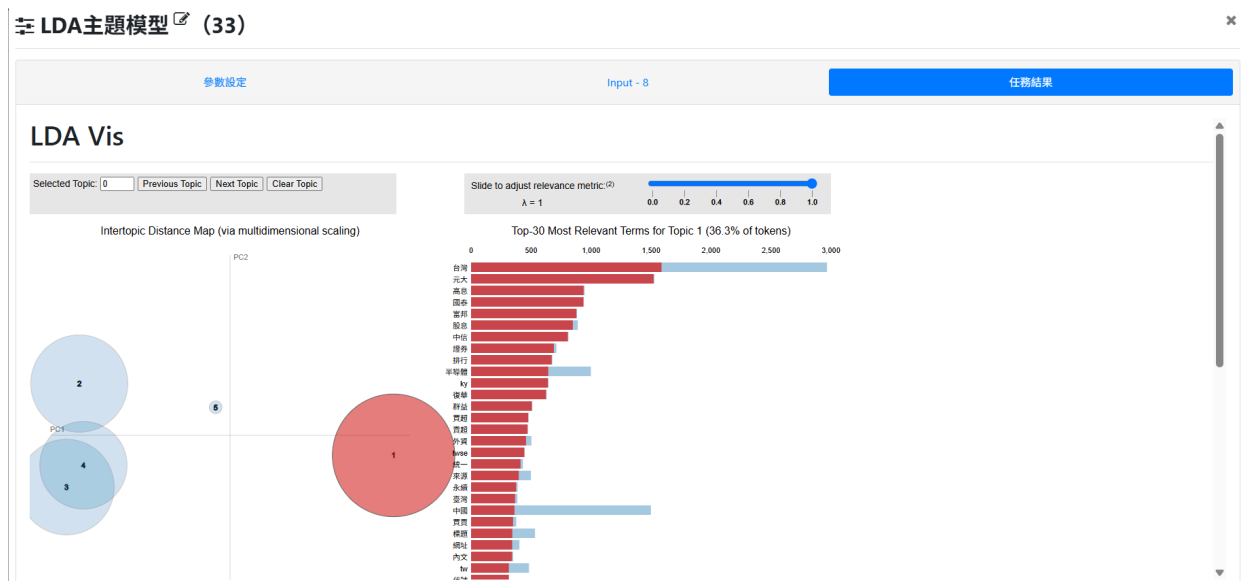 LDA主題模型 （33）
×
參數設定
Input - 8
任務結果
LDA Vis
Selected Topic: 0 Previous Topic Next Topic Clear Topic
Slide to adjust relevance metric:(2)
λ = 1
0.0 0.2 0.4 0.6 0.8 1.0
Intertopic Distance Map (via multidimensional scaling)
PC2
PC1
2
5
4
3
1
Top-30 Most Relevant Terms for Topic 1 (36.3% of tokens)
0 500 1,000 1,500 2,000 2,500 3,000
台灣
元大
高息
國泰
富邦
股息
中信
證券
排行
半導體
ky
復華
群益
買超
賣超
外資
twse
統一
來源
永續
臺灣
中國
買賣
標題
網址
內文
tw